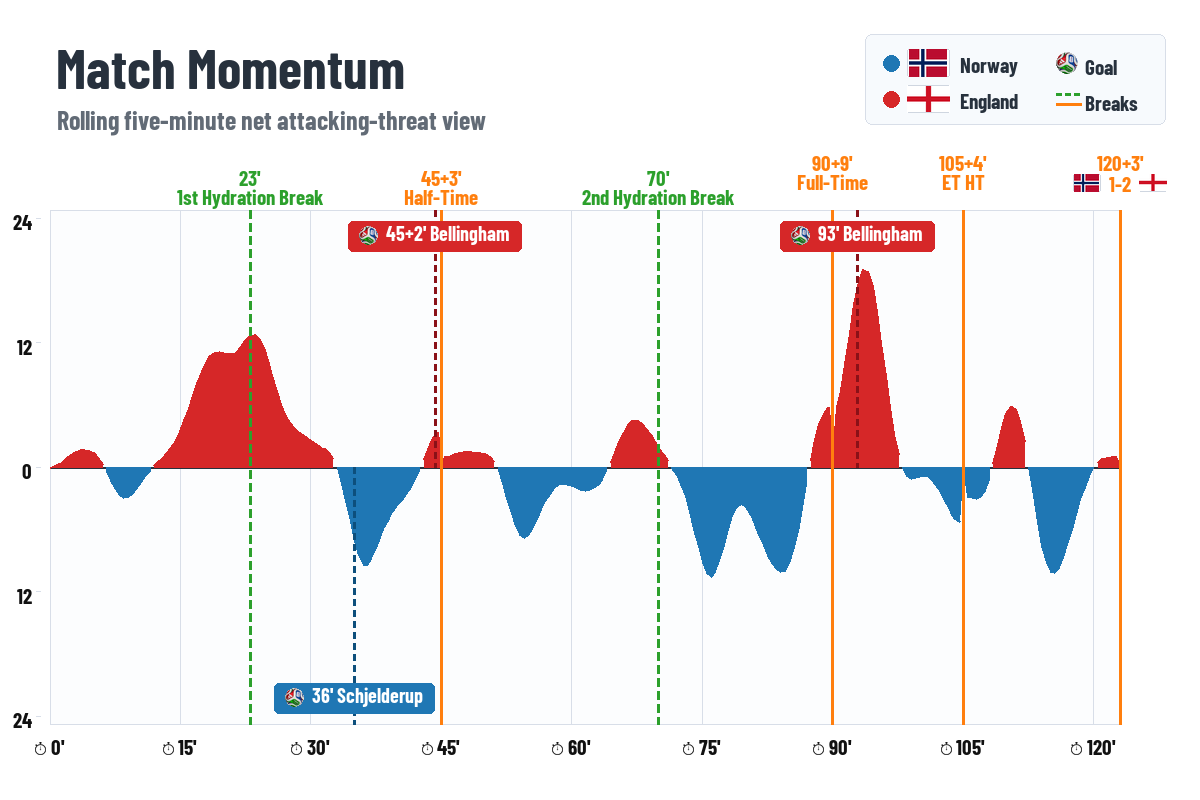 Match Momentum
Rolling five-minute net attacking-threat view
Norway
Goal
England
Breaks
23'
1st Hydration Break
45+3'
Half-Time
70'
2nd Hydration Break
90+9'
Full-Time
105+4'
ET HT
120+3'
1-2
45+2' Bellingham
93' Bellingham
36' Schjelderup
24
12
0
12
24
0'
15'
30'
45'
60'
75'
90'
105'
120'